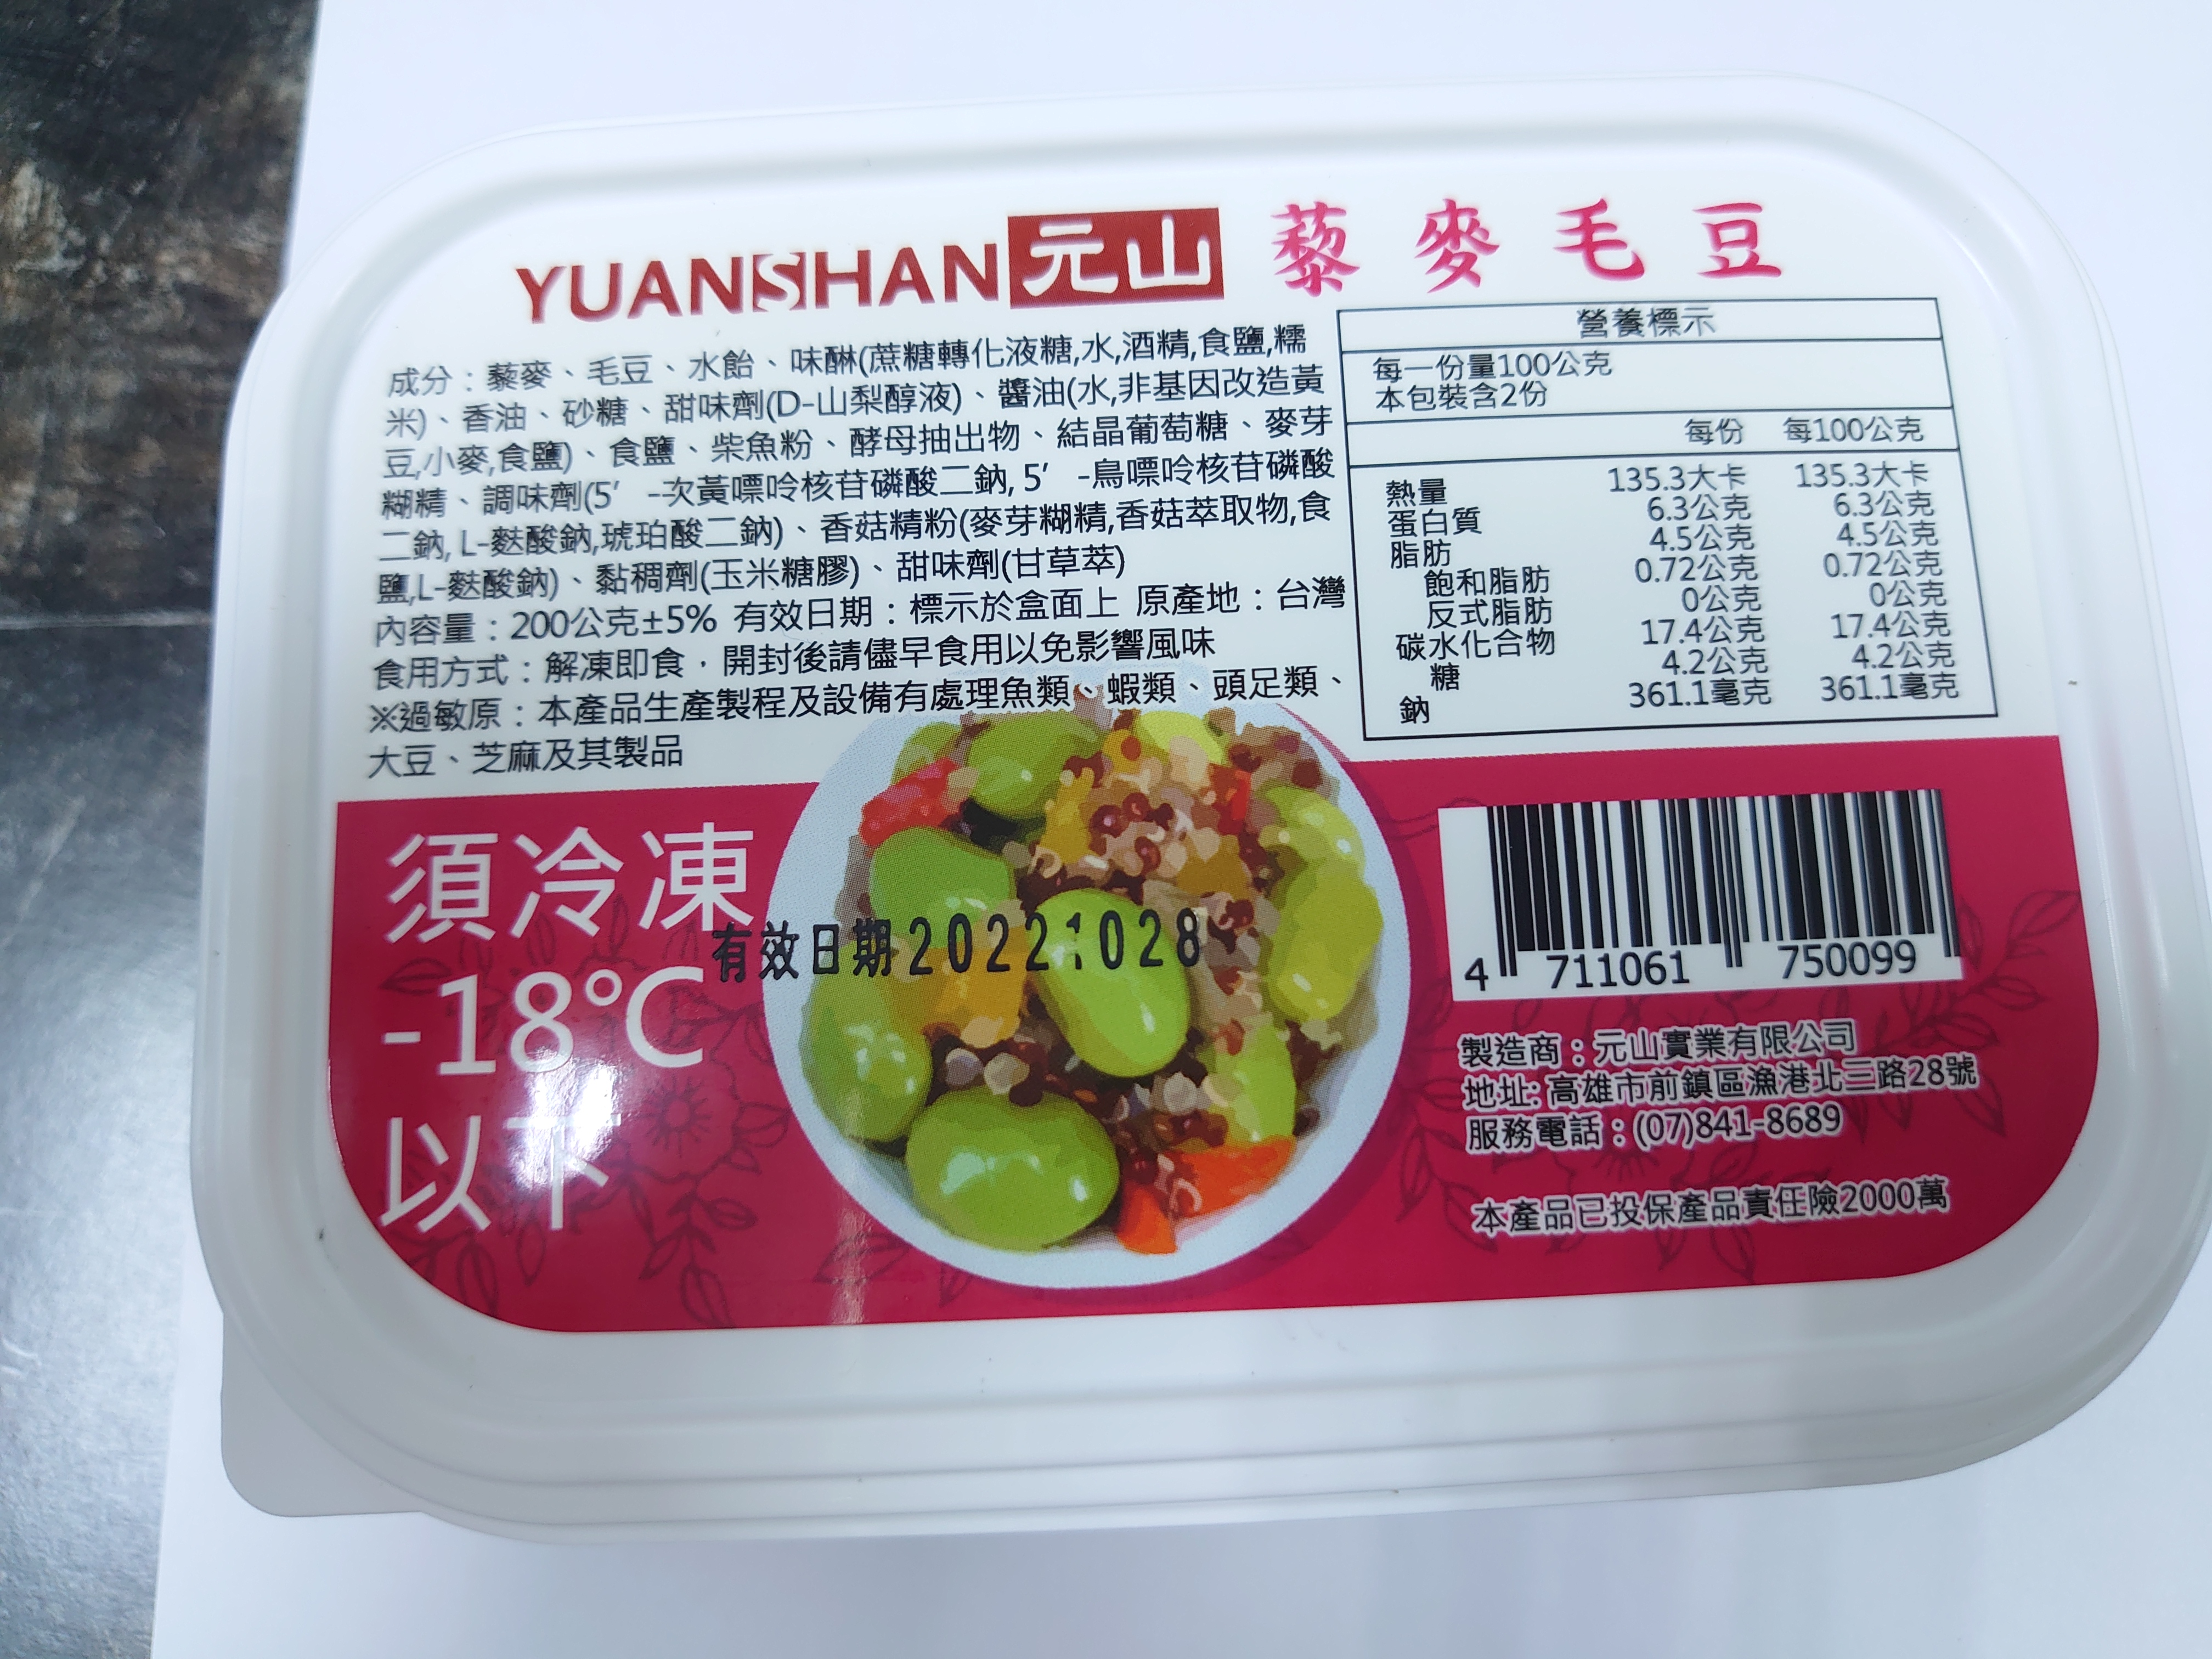 YUANSHAN元山 藜麥毛豆
成分：藜麥、毛豆、水飴、味醂(蔗糖轉化液糖,水,酒精,食鹽,糯
米)、香油、砂糖、甜味劑(D-山梨醇液)、醬油(水,非基因改造黃
豆,小麥,食鹽)、食鹽、柴魚粉、酵母抽出物、結晶葡萄糖、麥芽
糊精、調味劑(5′-次黃嘌呤核苷磷酸二鈉,5′-鳥嘌呤核苷磷酸
二鈉, L-麩酸鈉,琥珀酸二鈉)、香菇精粉(麥芽糊精,香菇萃取物,食
鹽,L-麩酸鈉)、黏稠劑(玉米糖膠)、甜味劑(甘草萃)
內容量：200公克±5% 有效日期：標示於盒面上 原產地：台灣
食用方式：解凍即食，開封後請儘早食用以免影響風味
※過敏原：本產品生產製程及設備有處理魚類、蝦類、頭足類、
大豆、芝麻及其製品
營養標示
每一份量100公克
本包裝含2份
每份 每100公克
熱量 135.3大卡 135.3大卡
蛋白質 6.3公克 6.3公克
脂肪 4.5公克 4.5公克
飽和脂肪 0.72公克 0.72公克
反式脂肪 0公克 0公克
碳水化合物 17.4公克 17.4公克
糖 4.2公克 4.2公克
鈉 361.1毫克 361.1毫克
須冷凍
-18℃
以下
有效日期20221028
4 711061 750099
製造商：元山實業有限公司
地址: 高雄市前鎮區漁港北三路28號
服務電話：(07)841-8689
本產品已投保產品責任險2000萬